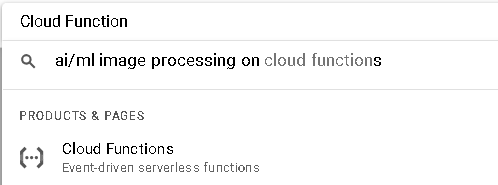 Cloud Function
ai/ml image processing on cloud functions
PRODUCTS & PAGES
Cloud Functions
Event-driven serverless functions